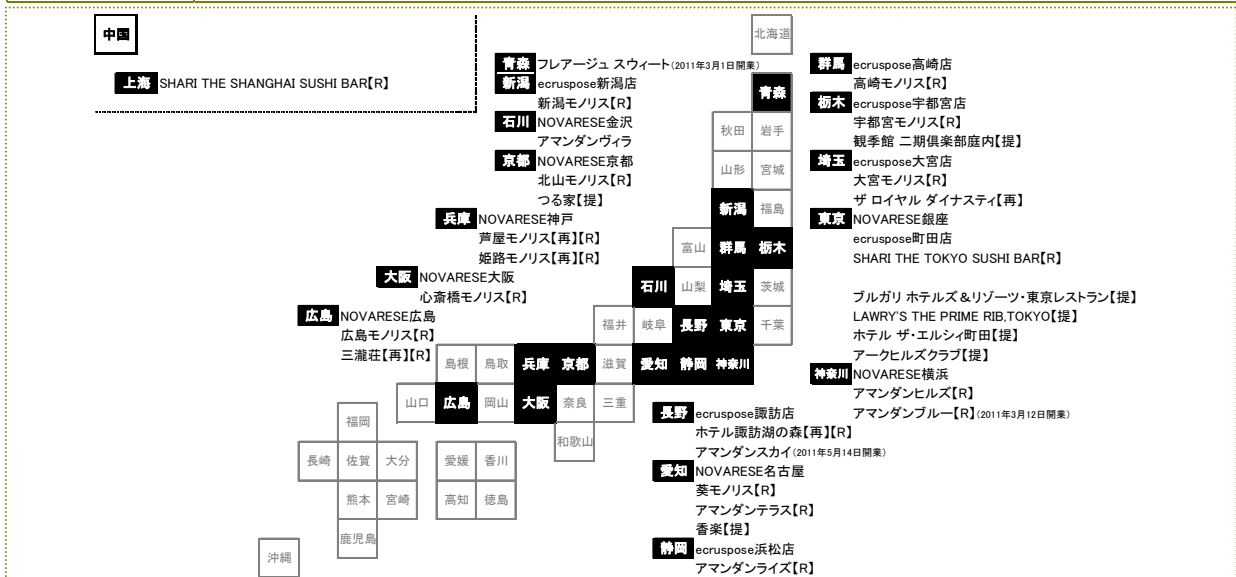 中国
上海 SHARI THE SHANGHAI SUSHI BAR【R】
青森 フレアージュ スウィート(2011年3月1日開業)
新潟 ecruspose新潟店
新潟モノリス【R】
石川 NOVARESE金沢
アマンダンヴィラ
京都 NOVARESE京都
北山モノリス【R】
つる家【提】
兵庫 NOVARESE神戸
芦屋モノリス【再】【R】
姫路モノリス【再】【R】
大阪 NOVARESE大阪
心斎橋モノリス【R】
広島 NOVARESE広島
広島モノリス【R】
三瀧荘【再】【R】
群馬 ecruspose高崎店
高崎モノリス【R】
栃木 ecruspose宇都宮店
宇都宮モノリス【R】
観季館 二期倶楽部庭内【提】
埼玉 ecruspose大宮店
大宮モノリス【R】
ザ ロイヤル ダイナスティ【再】
東京 NOVARESE銀座
ecruspose町田店
SHARI THE TOKYO SUSHI BAR【R】
ブルガリ ホテルズ&リゾーツ・東京レストラン【提】
LAWRY'S THE PRIME RIB,TOKYO【提】
ホテル ザ・エルシィ町田【提】
アークヒルズクラブ【提】
神奈川 NOVARESE横浜
アマンダンヒルズ【R】
アマンダンブルー【R】(2011年3月12日開業)
長野 ecruspose諏訪店
ホテル諏訪湖の森【再】【R】
アマンダンスカイ(2011年5月14日開業)
愛知 NOVARESE名古屋
葵モノリス【R】
アマンダンテラス【R】
香楽【提】
静岡 ecruspose浜松店
アマンダンライズ【R】
北海道
青森
秋田 岩手
山形 宮城
新潟 福島
富山 群馬 栃木
石川 山梨 埼玉 茨城
福井 岐阜 長野 東京 千葉
島根 鳥取 兵庫 京都 滋賀 愛知 静岡 神奈川
山口 広島 岡山 大阪 奈良 三重
和歌山
福岡
長崎 佐賀 大分 愛媛 香川
熊本 宮崎 高知 徳島
鹿児島
沖縄